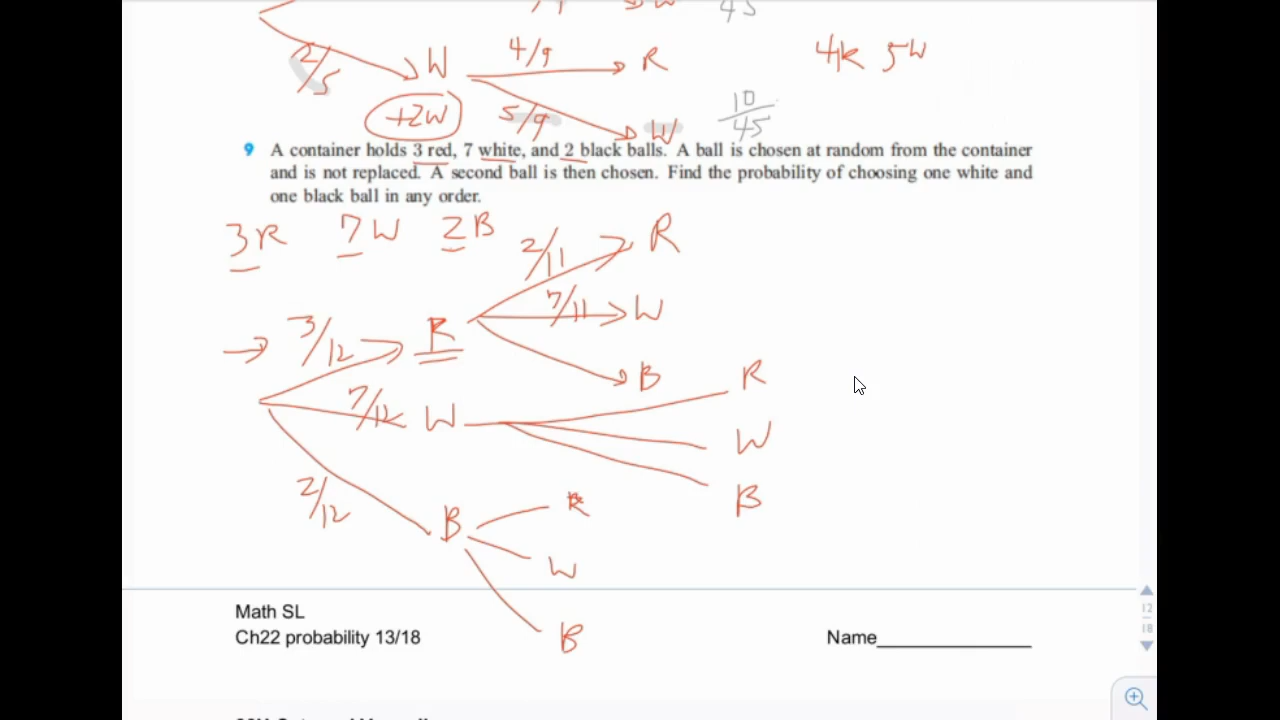 45
2/5 W 4/9 R 4R 5W
+2W 5/9 W 10/45
9 A container holds 3 red, 7 white, and 2 black balls. A ball is chosen at random from the container
and is not replaced. A second ball is then chosen. Find the probability of choosing one white and
one black ball in any order.
3R 7W 2B 2/11 R
7/11 W
3/12 R
B R
7/12 W
W
2/12 B
B R
W
B
Math SL
Ch22 probability 13/18 Name
12
18